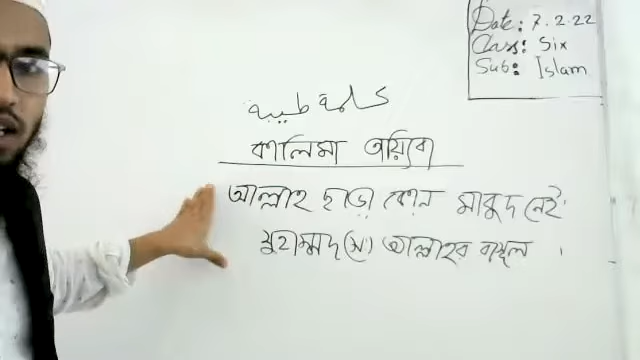 Date: 7.2.22
Class: Six
Sub: Islam
كلمة طيبة
কালিমা তায়্যিবা
আল্লাহ ছাড়া কোন মাবুদ নেই
মুহাম্মদ (স:) আল্লাহর রাসূল ।